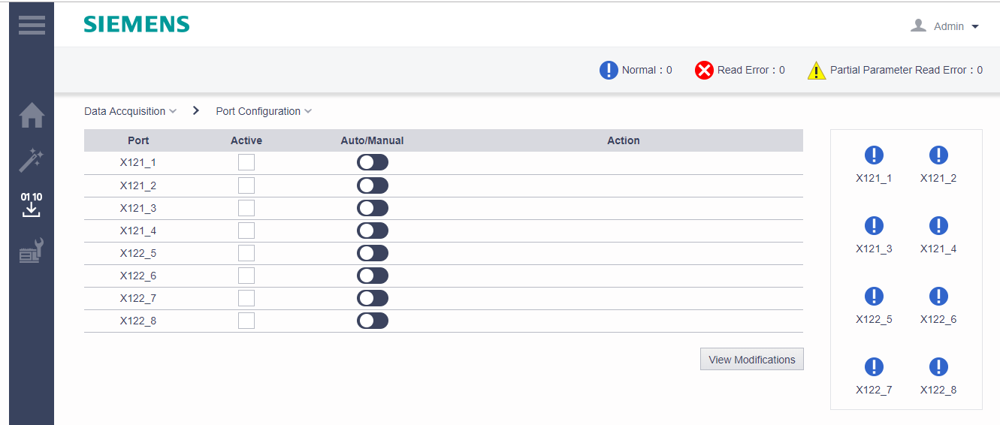 SIEMENS
Admin
Normal : 0 Read Error : 0 Partial Parameter Read Error : 0
Data Accquisition Port Configuration
Port Active Auto/Manual Action
X121_1
X121_2
X121_3
X121_4
X122_5
X122_6
X122_7
X122_8
View Modifications
01 10
X121_1 X121_2
X121_3 X121_4
X122_5 X122_6
X122_7 X122_8